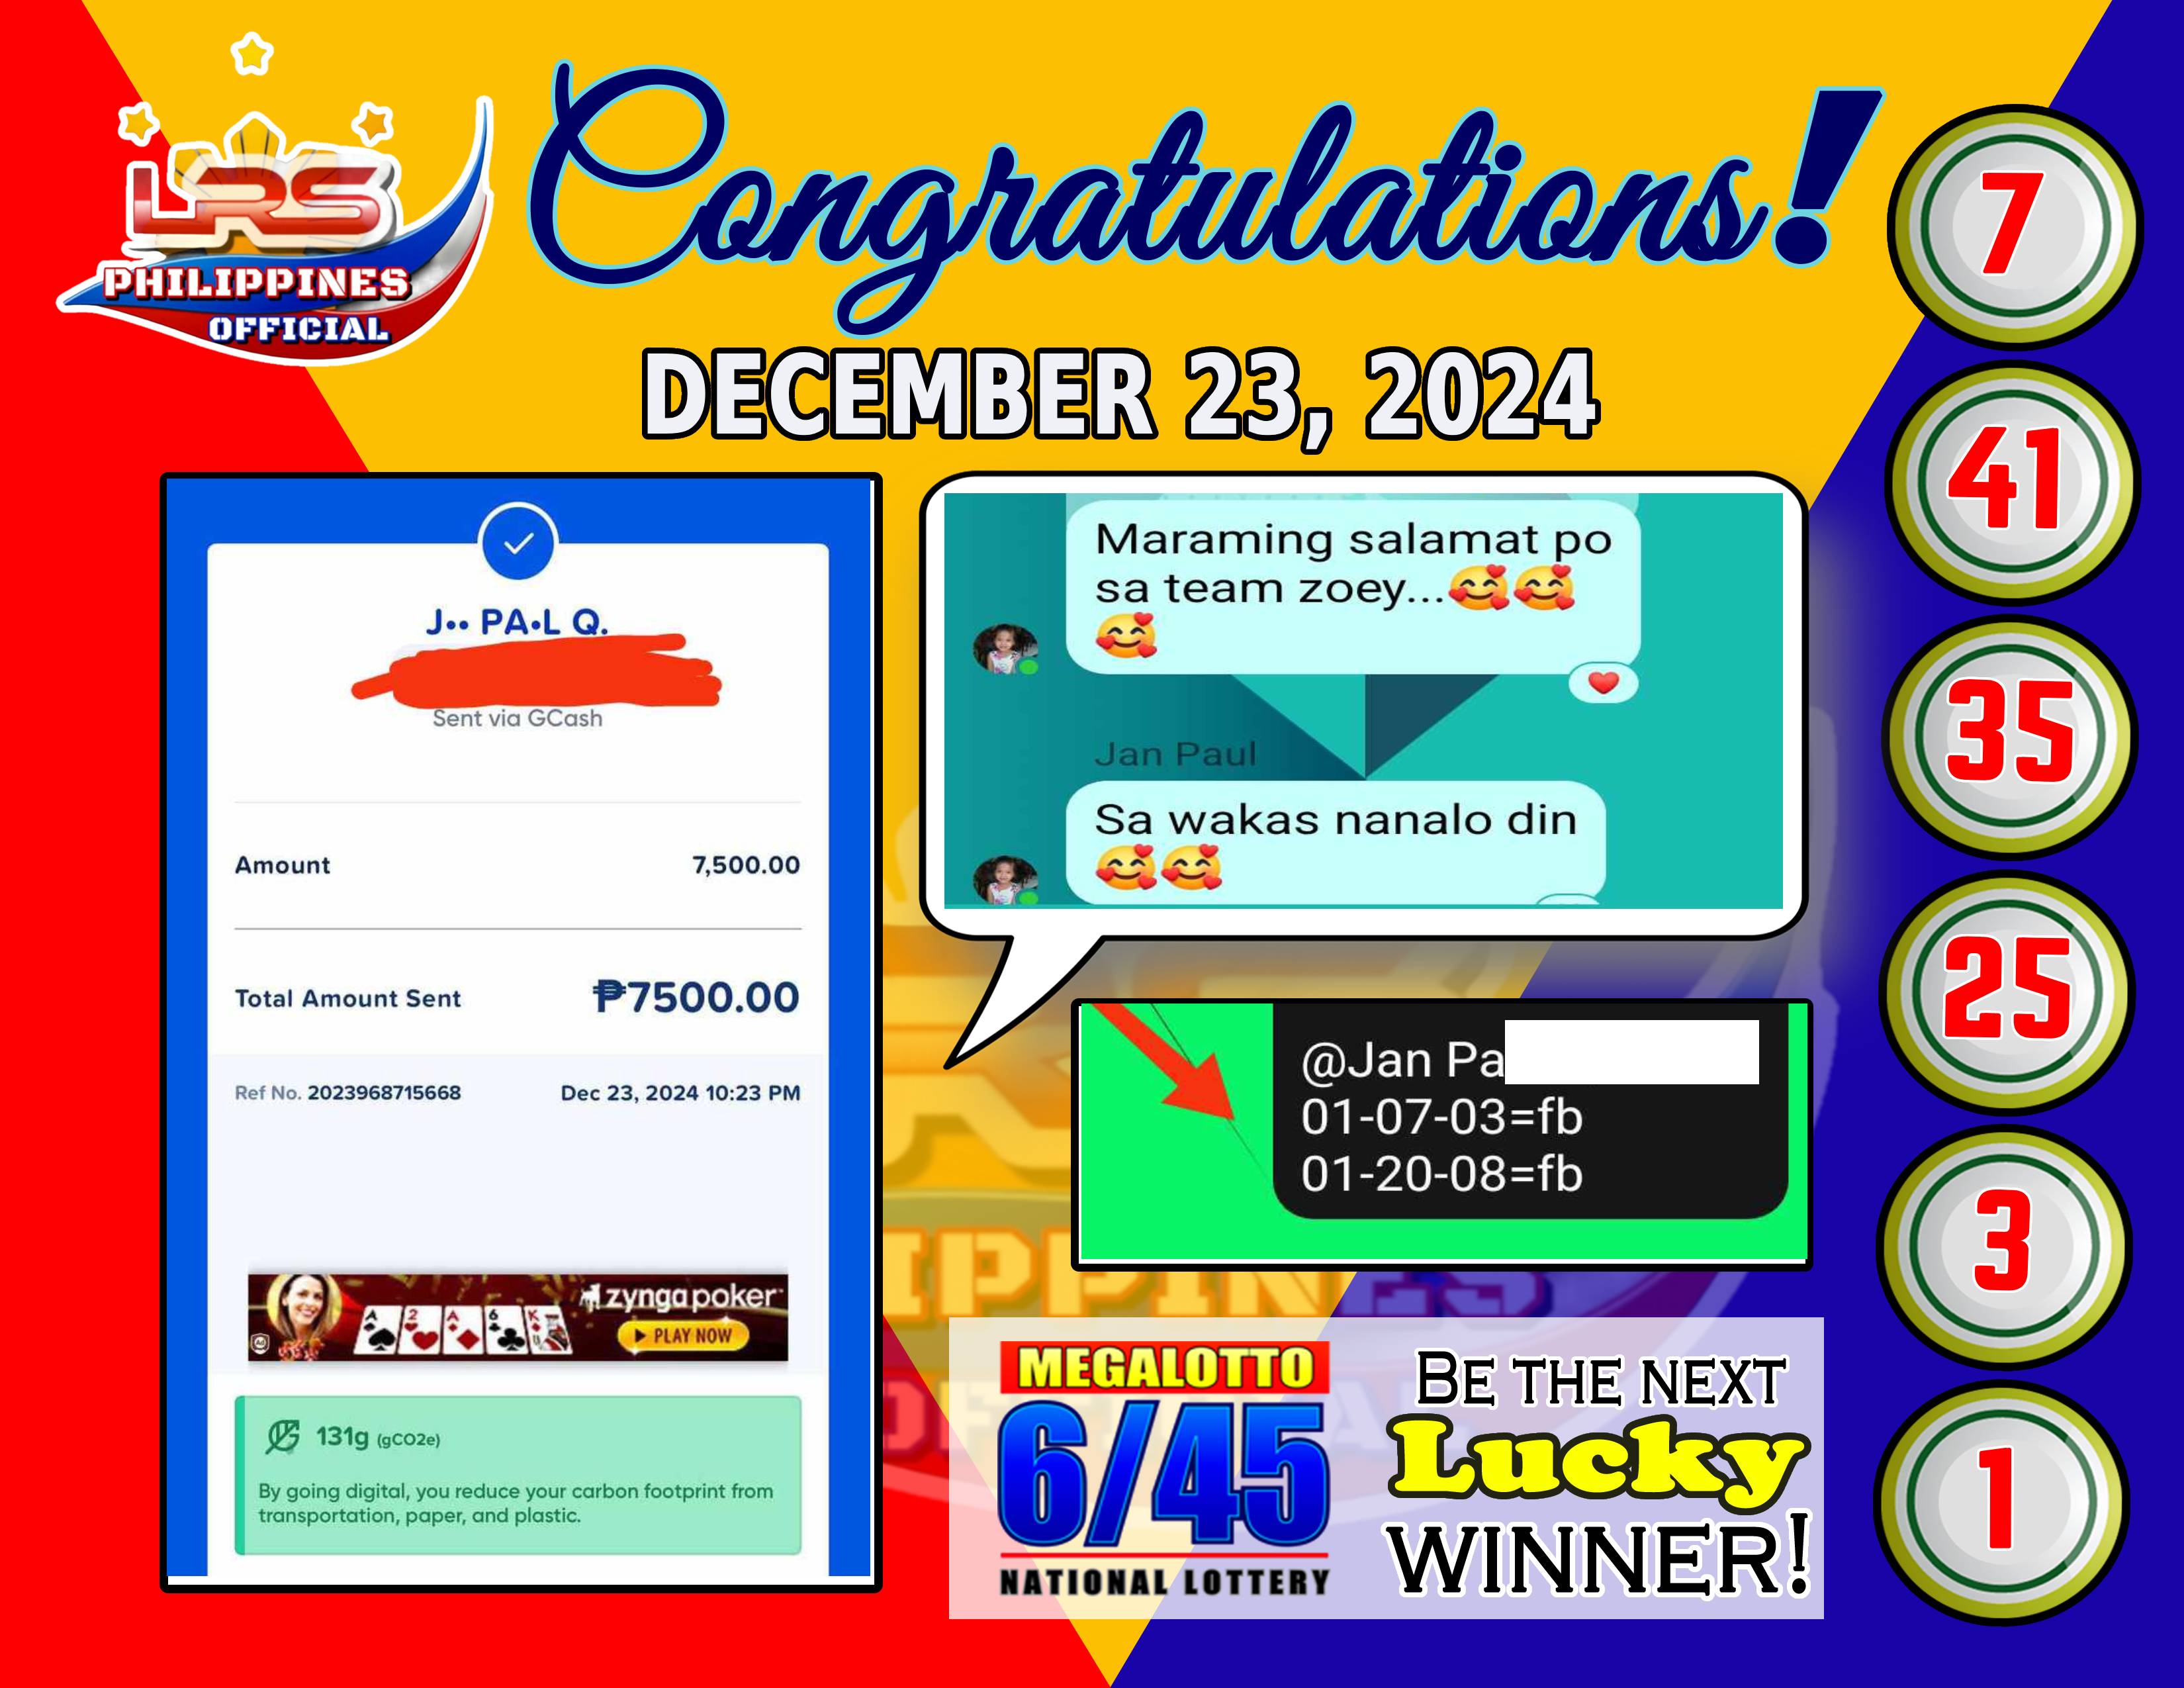 LRS
PHILIPPINES
OFFICIAL
Congratulations!
DECEMBER 23, 2024
J•• PA•L Q.
Sent via GCash
Amount 7,500.00
Total Amount Sent ₱7500.00
Ref No. 2023968715668 Dec 23, 2024 10:23 PM
zynga poker
PLAY NOW
131g (gCO2e)
By going digital, you reduce your carbon footprint from
transportation, paper, and plastic.
Maraming salamat po
sa team zoey...🥰🥰
🥰
Jan Paul
Sa wakas nanalo din
🥰🥰
@Jan Pa
01-07-03=fb
01-20-08=fb
MEGALOTTO
6/45
NATIONAL LOTTERY
BE THE NEXT
Lucky
WINNER!
7
41
35
25
3
1